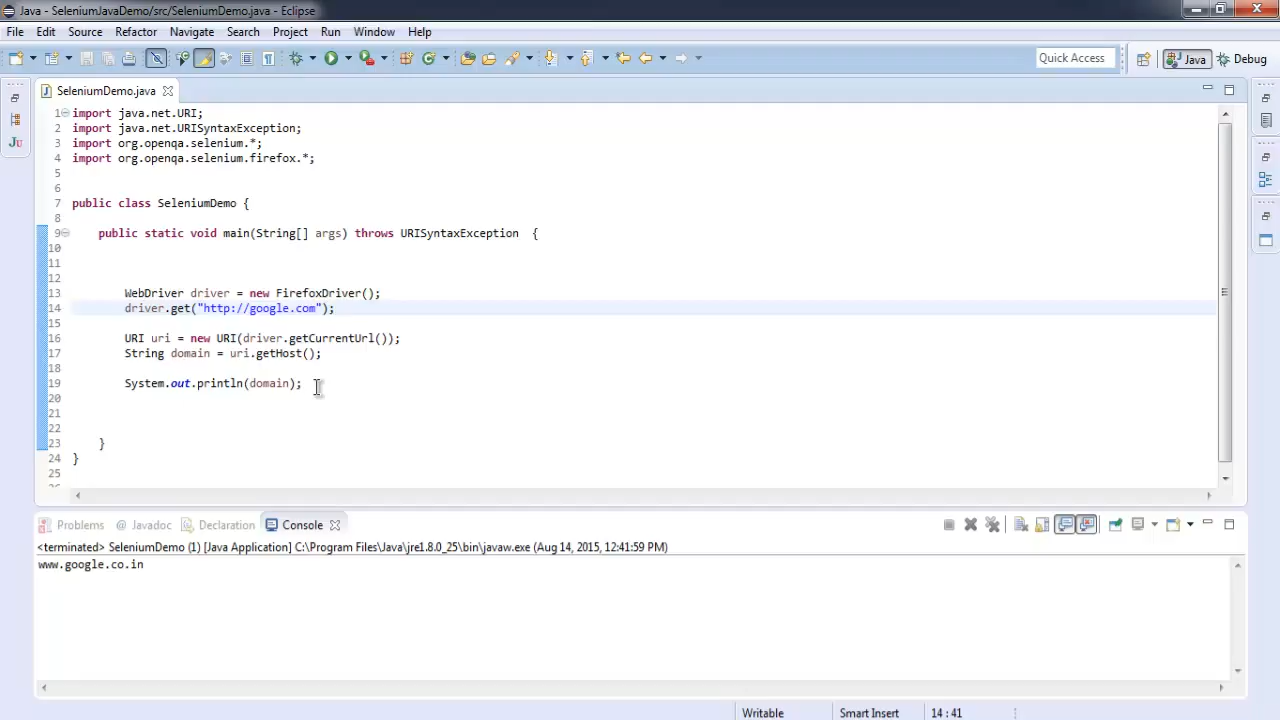 Java - SeleniumJavaDemo/src/SeleniumDemo.java - Eclipse
File Edit Source Refactor Navigate Search Project Run Window Help
Quick Access Java Debug
SeleniumDemo.java
1 import java.net.URI;
2 import java.net.URISyntaxException;
3 import org.openqa.selenium.*;
4 import org.openqa.selenium.firefox.*;
5
6
7 public class SeleniumDemo {
8
9 public static void main(String[] args) throws URISyntaxException {
10
11
12
13 WebDriver driver = new FirefoxDriver();
14 driver.get("http://google.com");
15
16 URI uri = new URI(driver.getCurrentUrl());
17 String domain = uri.getHost();
18
19 System.out.println(domain);
20
21
22
23 }
24 }
25
Problems @ Javadoc Declaration Console
<terminated> SeleniumDemo (1) [Java Application] C:\Program Files\Java\jre1.8.0_25\bin\javaw.exe (Aug 14, 2015, 12:41:59 PM)
www.google.co.in
Writable Smart Insert 14 : 41